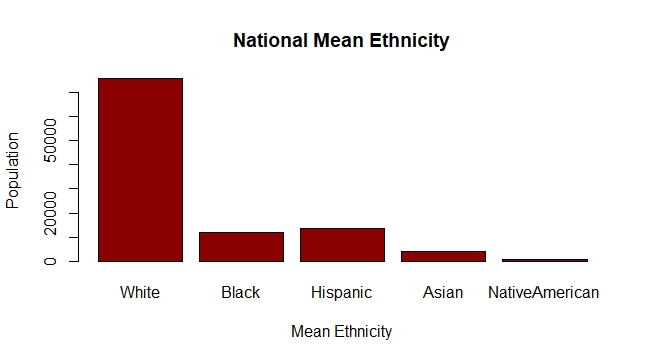 National Mean Ethnicity
Population
50000
20000
0
White Black Hispanic Asian NativeAmerican
Mean Ethnicity